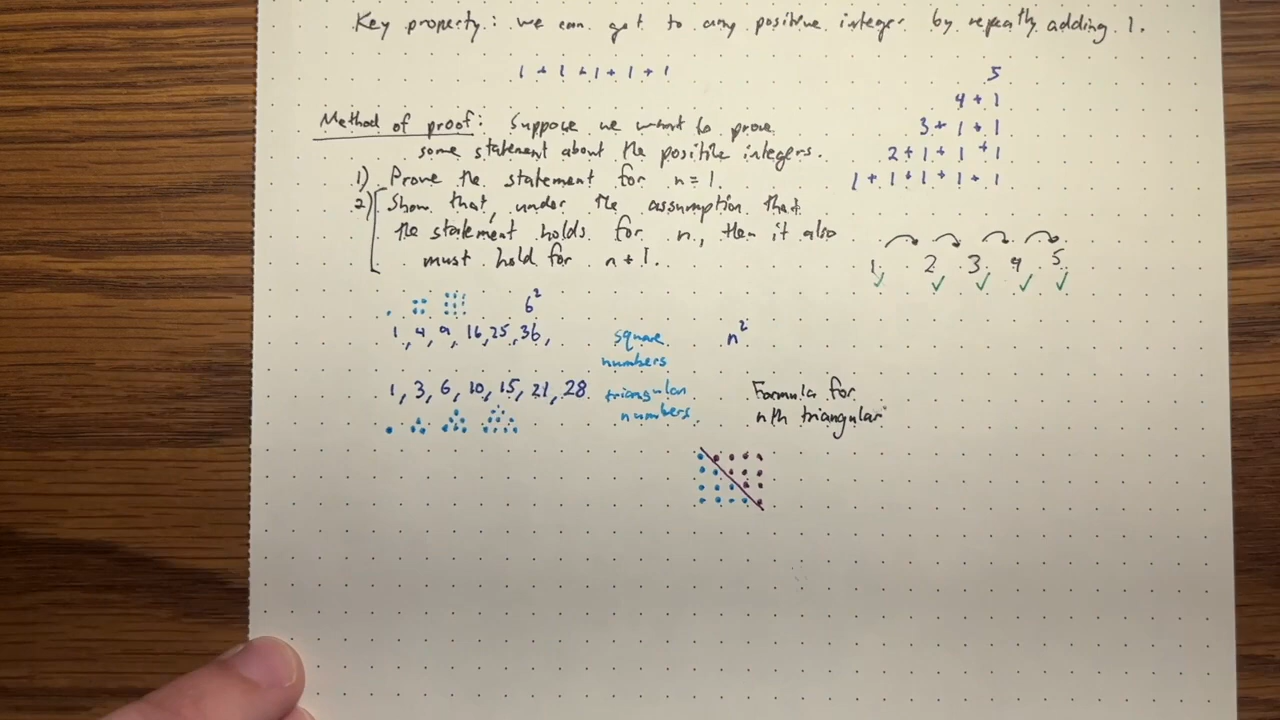 Key property: we can get to any positive integer by repeatly adding 1.
1 + 1 + 1 + 1 + 1
5
4 + 1
3 + 1 + 1
2 + 1 + 1 + 1
1 + 1 + 1 + 1 + 1
Method of proof: Suppose we want to prove
some statement about the positive integers.
1) Prove the statement for n = 1.
2) Show that, under the assumption that
the statement holds for n, then it also
must hold for n + 1.
1 2 3 4 5
✓ ✓ ✓ ✓ ✓
6²
1, 4, 9, 16, 25, 36, square numbers n²
1, 3, 6, 10, 15, 21, 28 triangular numbers.
Formula for
nth triangular